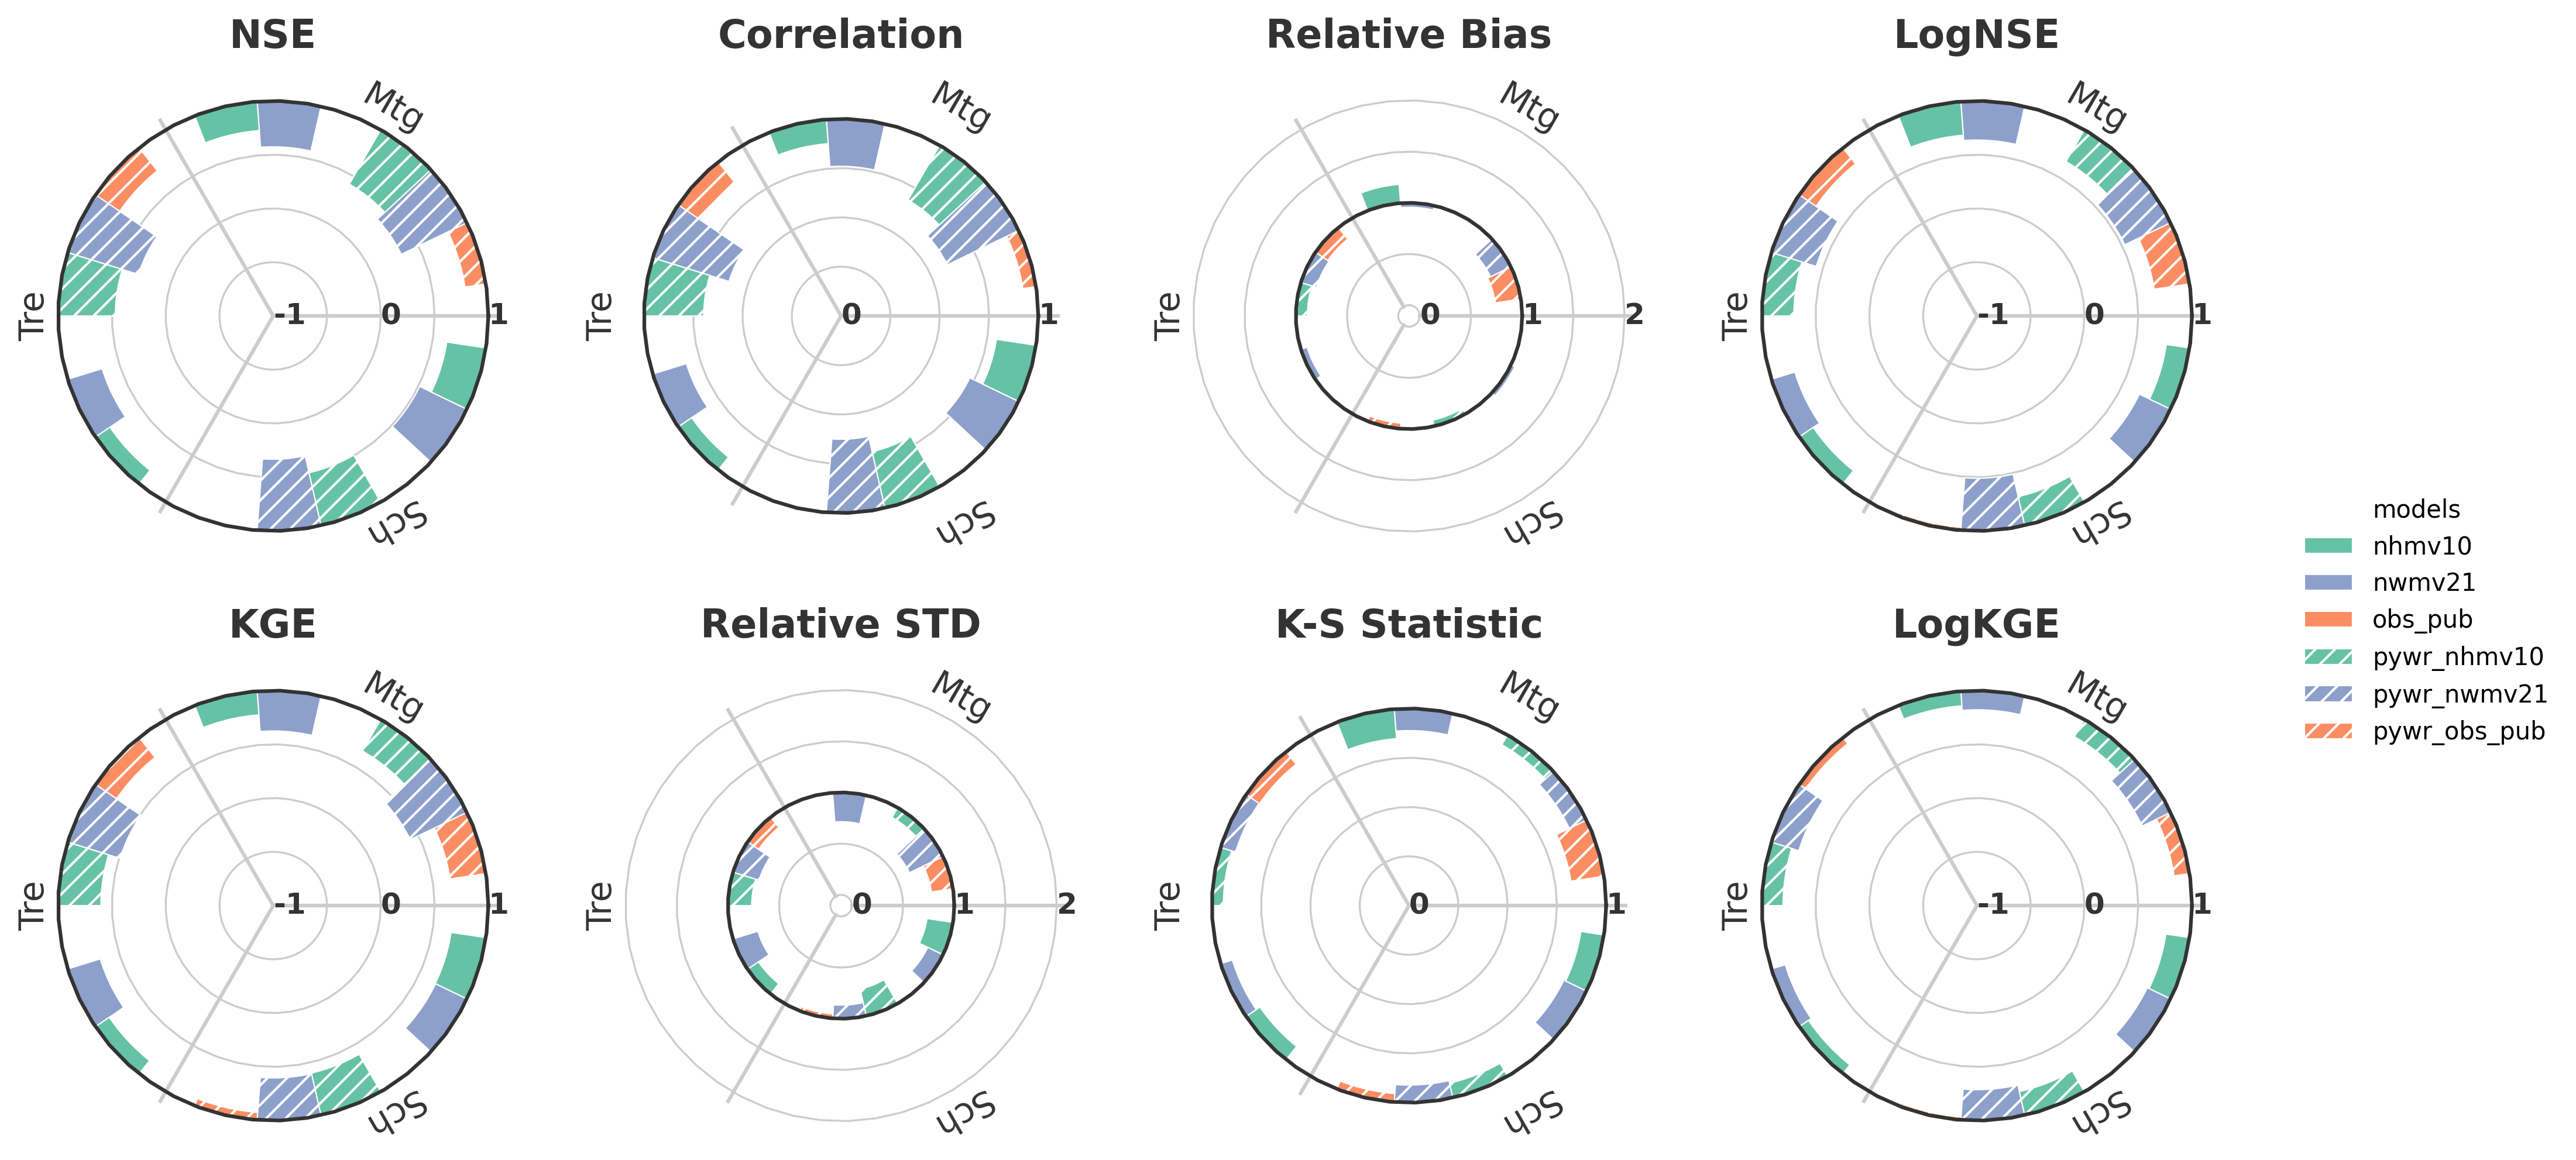 NSE
Correlation
Relative Bias
LogNSE
Mtg
Tre
Sch
-1 0 1
Mtg
Tre
Sch
0 1
Mtg
Tre
Sch
0 1 2
Mtg
Tre
Sch
-1 0 1
KGE
Relative STD
K-S Statistic
LogKGE
Mtg
Tre
Sch
-1 0 1
Mtg
Tre
Sch
0 1 2
Mtg
Tre
Sch
0 1
Mtg
Tre
Sch
-1 0 1
models
nhmv10
nwmv21
obs_pub
pywr_nhmv10
pywr_nwmv21
pywr_obs_pub